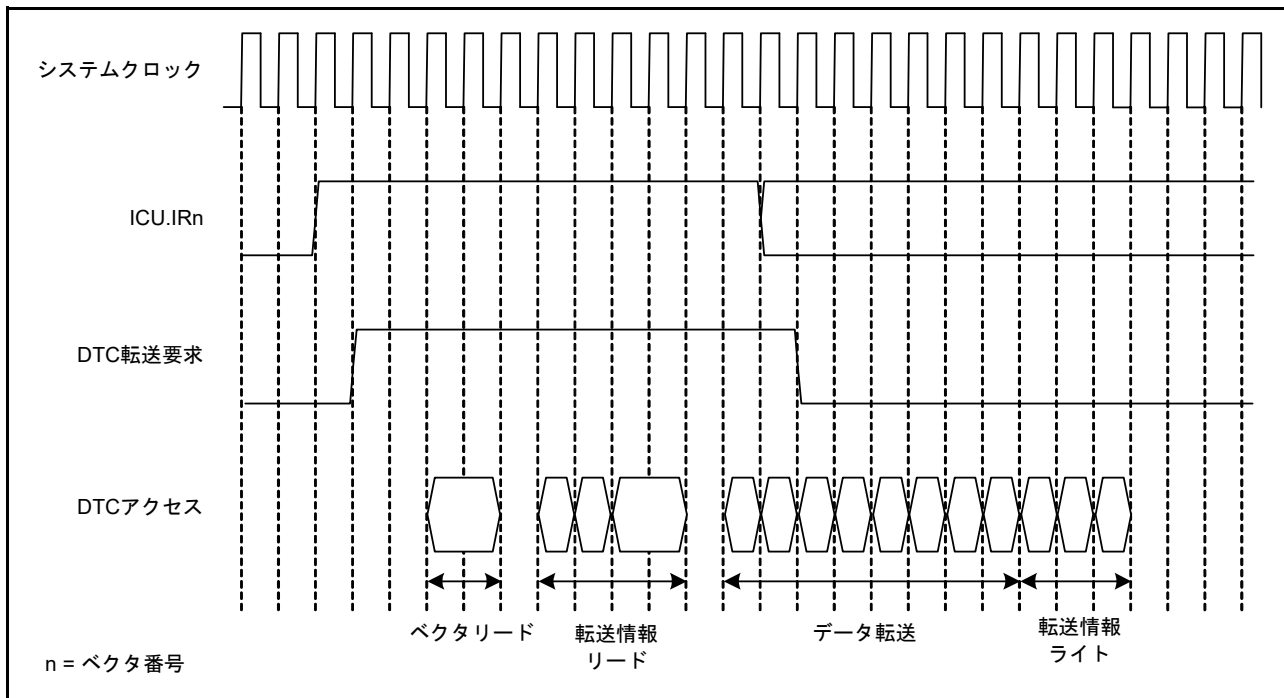 システムクロック
ICU.IRn
DTC転送要求
DTCアクセス
ベクタリード
転送情報
リード
データ転送
転送情報
ライト
n = ベクタ番号